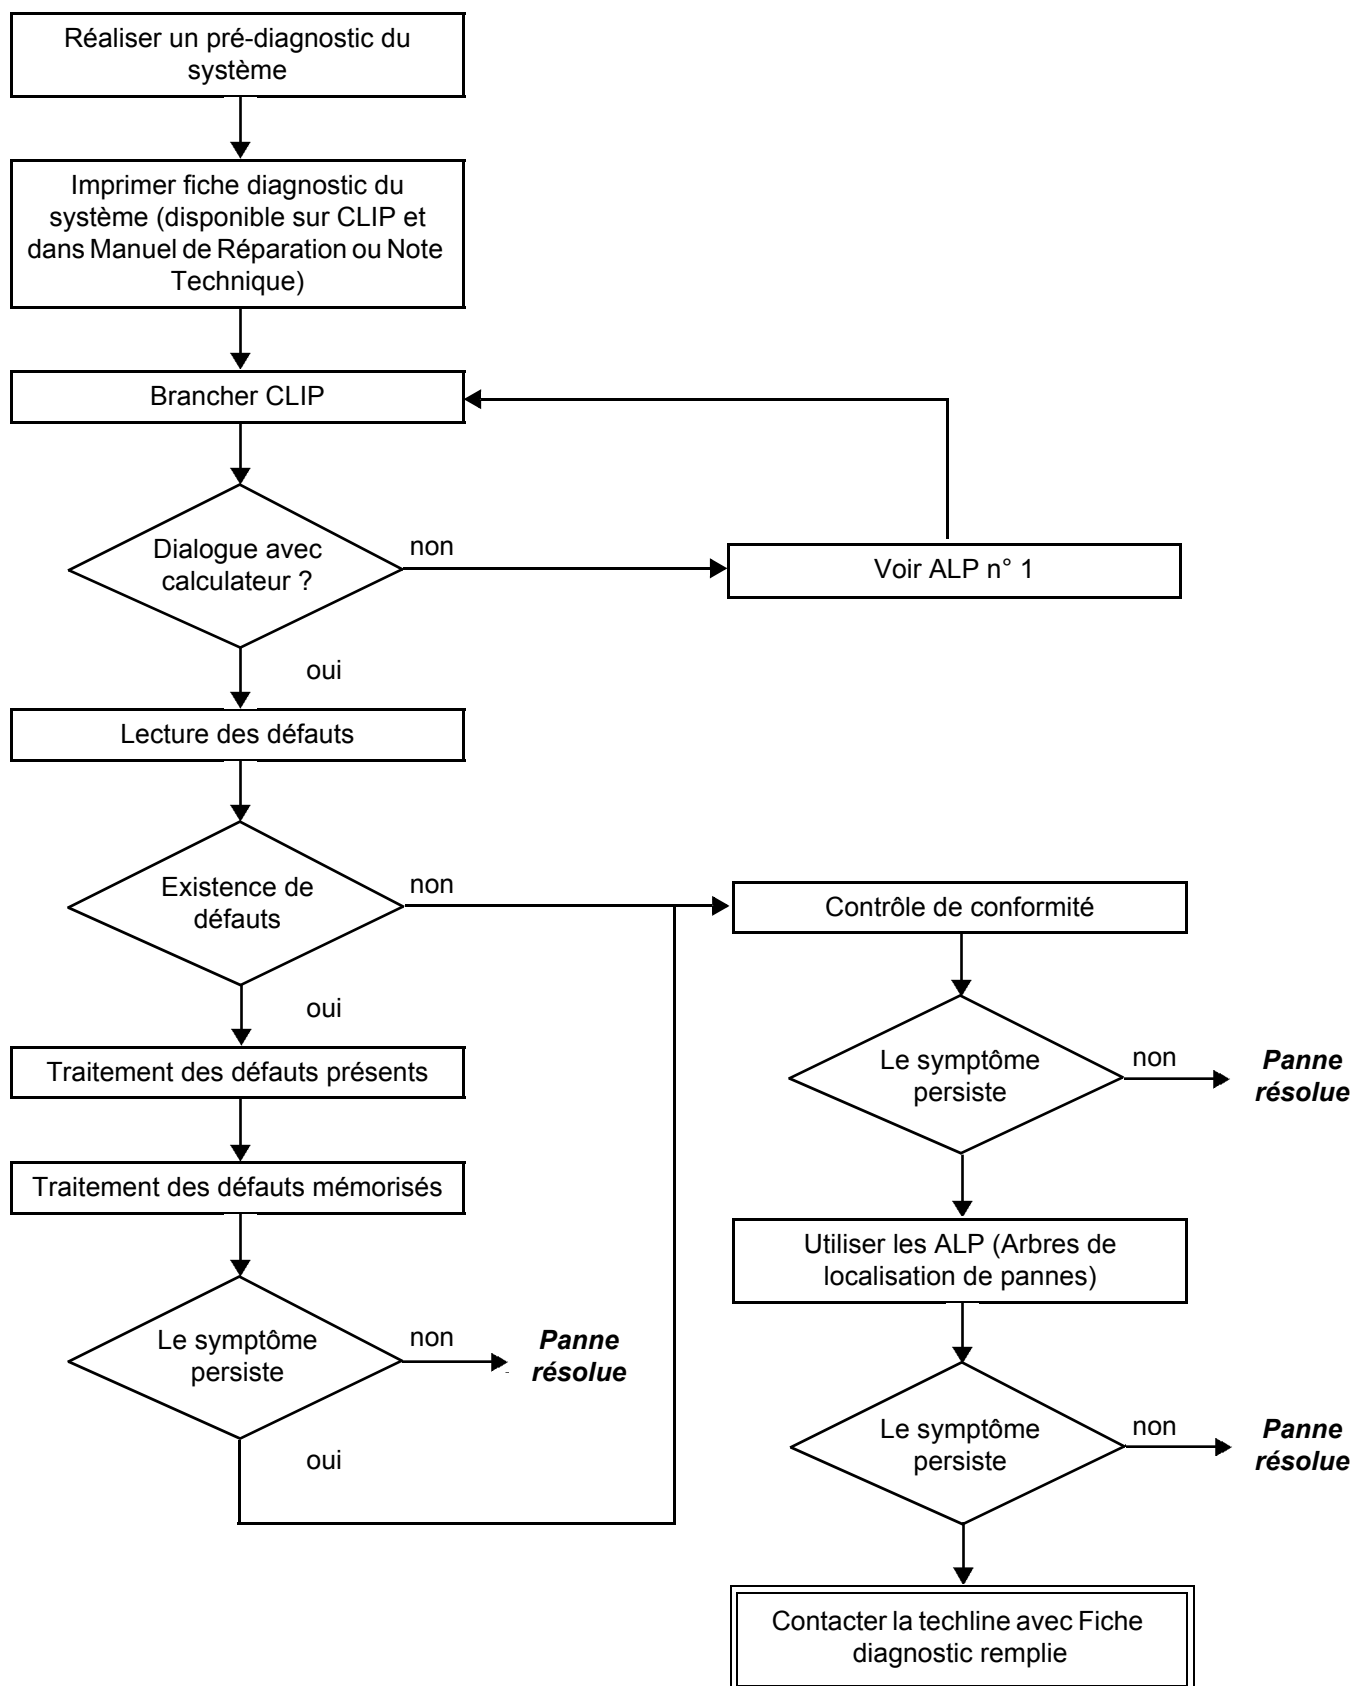 Réaliser un pré-diagnostic du
système
Imprimer fiche diagnostic du
système (disponible sur CLIP et
dans Manuel de Réparation ou Note
Technique)
Brancher CLIP
Dialogue avec
calculateur ?
non
Voir ALP n° 1
oui
Lecture des défauts
Existence de
défauts
non
Contrôle de conformité
oui
Traitement des défauts présents
Traitement des défauts mémorisés
Le symptôme
persiste
non
Panne
résolue
oui
Le symptôme
persiste
non
Panne
résolue
Utiliser les ALP (Arbres de
localisation de pannes)
Le symptôme
persiste
non
Panne
résolue
Contacter la techline avec Fiche
diagnostic remplie